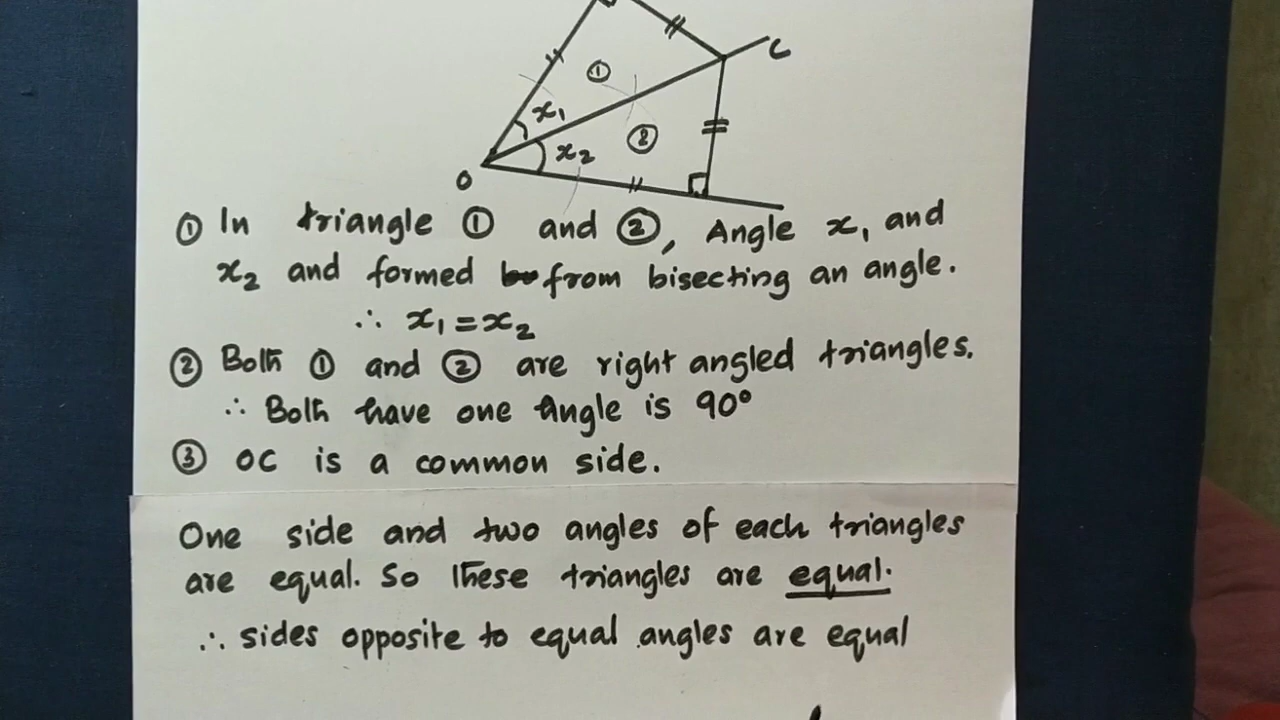 C
①
x₁
②
x₂
O
① In triangle ① and ②, Angle x₁ and
x₂ and formed from bisecting an angle.
∴ x₁ = x₂
② Both ① and ② are right angled triangles.
∴ Both have one Angle is 90°
③ OC is a common side.
One side and two angles of each triangles
are equal. So these triangles are equal.
∴ sides opposite to equal angles are equal